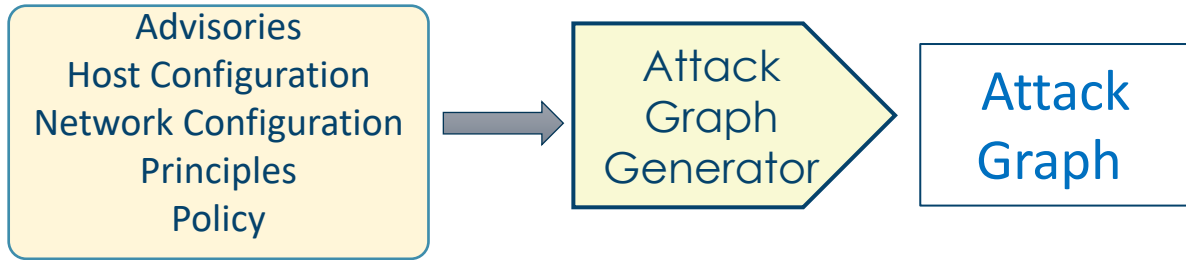 Advisories
Host Configuration
Network Configuration
Principles
Policy
Attack
Graph
Generator
Attack
Graph